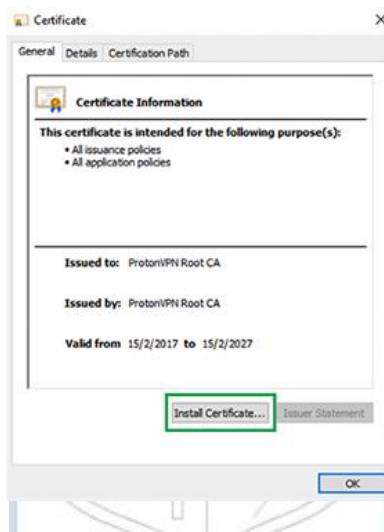 Certificate
General Details Certification Path
Certificate Information
This certificate is intended for the following purpose(s):
• All issuance policies
• All application policies
Issued to: ProtonVPN Root CA
Issued by: ProtonVPN Root CA
Valid from 15/2/2017 to 15/2/2027
Install Certificate... Issuer Statement
OK